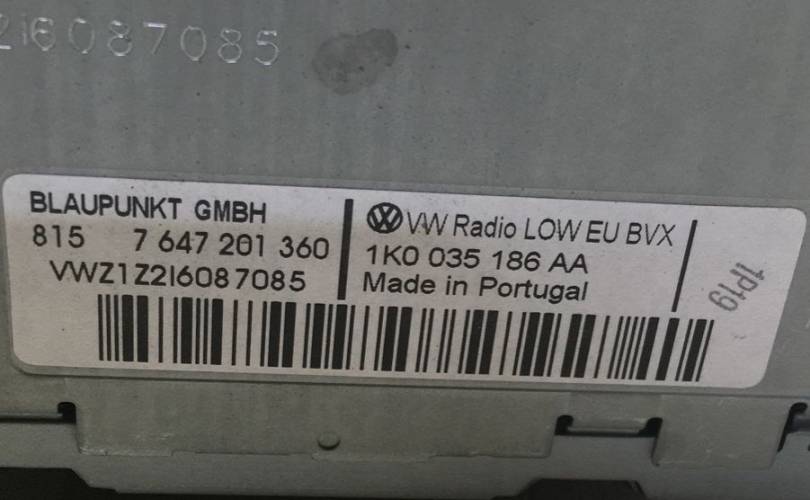 2I6087085
BLAUPUNKT GMBH
815 7 647 201 360
VWZ1Z2I6087085
VW Radio LOW EU BVX
1K0 035 186 AA
Made in Portugal
1P19